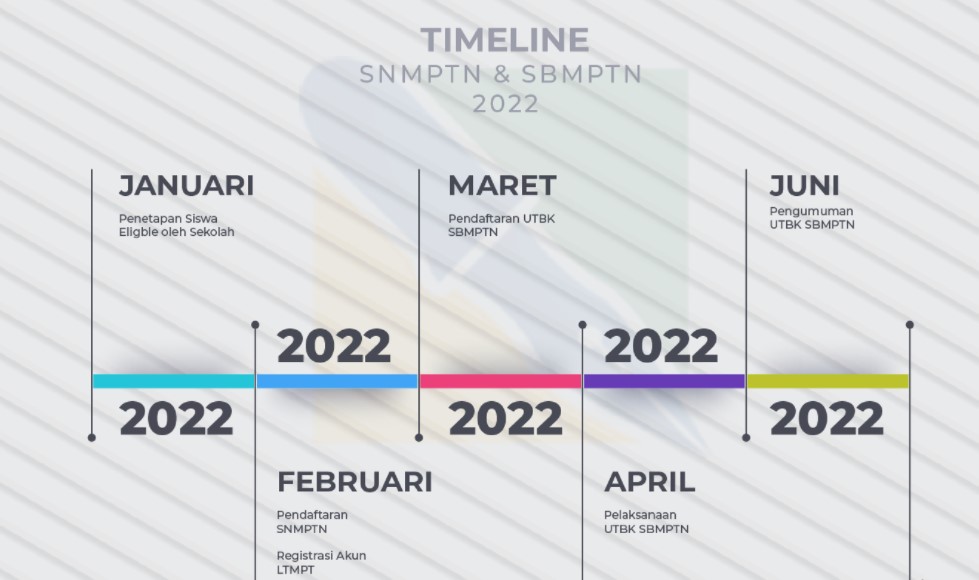 TIMELINE
SNMPTN & SBMPTN
2022
JANUARI
Penetapan Siswa
Eligble oleh Sekolah
2022
2022
FEBRUARI
Pendaftaran
SNMPTN
Registrasi Akun
LTMPT
MARET
Pendaftaran UTBK
SBMPTN
2022
2022
APRIL
Pelaksanaan
UTBK SBMPTN
JUNI
Pengumuman
UTBK SBMPTN
2022